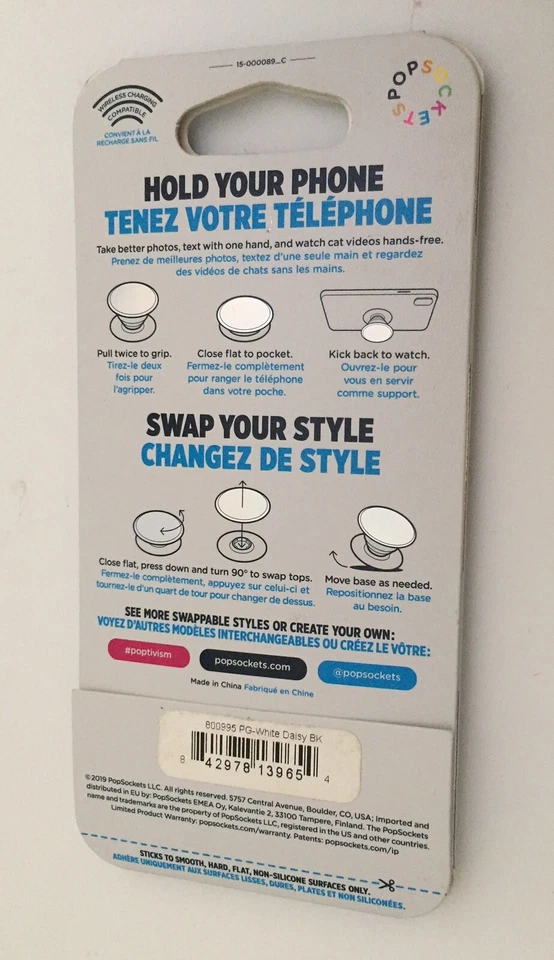 15-000089_C
WIRELESS CHARGING
COMPATIBLE
CONVIENT À LA
RECHARGE SANS FIL
POPSOCKETS
HOLD YOUR PHONE
TENEZ VOTRE TÉLÉPHONE
Take better photos, text with one hand, and watch cat videos hands-free.
Prenez de meilleures photos, textez d'une seule main et regardez
des vidéos de chats sans les mains.
Pull twice to grip.
Tirez-le deux
fois pour
l'agripper.
Close flat to pocket.
Fermez-le complètement
pour ranger le téléphone
dans votre poche.
Kick back to watch.
Ouvrez-le pour
vous en servir
comme support.
SWAP YOUR STYLE
CHANGEZ DE STYLE
Close flat, press down and turn 90° to swap tops.
Fermez-le complètement, appuyez sur celui-ci et
tournez-le d'un quart de tour pour changer de dessus.
Move base as needed.
Repositionnez la base
au besoin.
SEE MORE SWAPPABLE STYLES OR CREATE YOUR OWN:
VOYEZ D'AUTRES MODÈLES INTERCHANGEABLES OU CRÉEZ LE VÔTRE:
#poptivism
popsockets.com
@popsockets
Made in China Fabriqué en Chine
800995 PG-White Daisy BK
8 42978 13965 4
©2019 PopSockets LLC. All rights reserved. 5757 Central Avenue, Boulder, CO, USA; Imported and
distributed in EU by: PopSockets EMEA Oy, Kalevantie 2, 33100 Tampere, Finland. The PopSockets
name and trademarks are the property of PopSockets LLC, registered in the US and other countries.
Limited Product Warranty: popsockets.com/warranty. Patents: popsockets.com/ip
STICKS TO SMOOTH, HARD, FLAT, NON-SILICONE SURFACES ONLY.
ADHÈRE UNIQUEMENT AUX SURFACES LISSES, DURES, PLATES ET NON SILICONÉES.